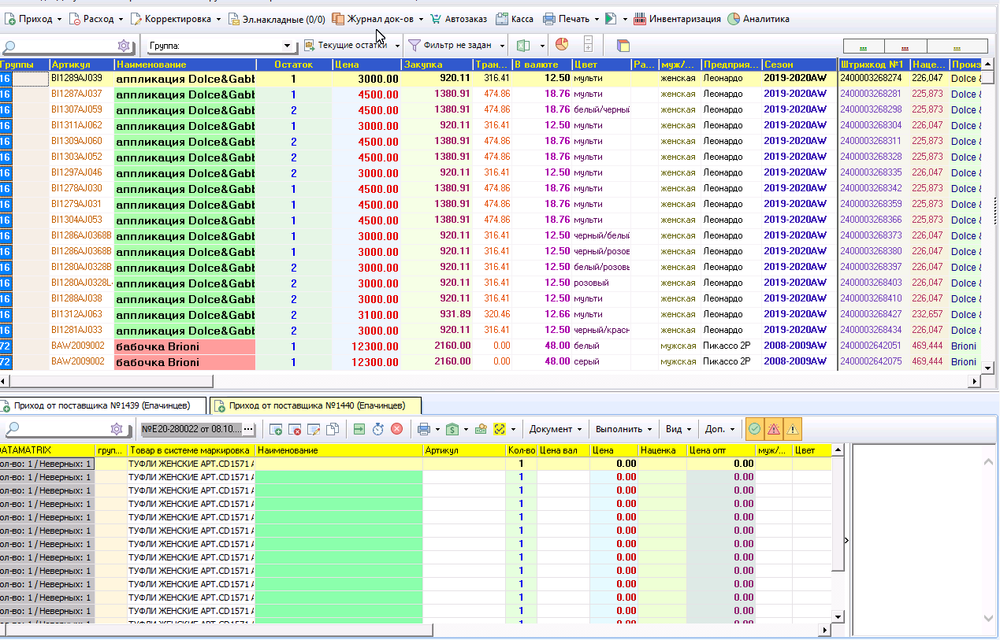 Приход Расход Корректировка Эл.накладные (0/0) Журнал док-ов Автозаказ Касса Печать Инвентаризация Аналитика
Группа: Текущие остатки Фильтр не задан ... ... ...
Группы Артикул Наименование Остаток Цена Закупка Тран... В валюте Цвет Ра... муж/... Предприя... Сезон Штрихкод №1 Наце... Произ
16 BI1289AJ039 аппликация Dolce&Gabb 1 3000.00 920.11 316.41 12.50 мульти женская Леонардо 2019-2020AW 2400003268274 226,047 Dolce &
16 BI1287AJ037 аппликация Dolce&Gabb 1 4500.00 1380.91 474.86 18.76 мульти женская Леонардо 2019-2020AW 2400003268281 225,873 Dolce &
16 BI1307AJ059 аппликация Dolce&Gabb 2 4500.00 1380.91 474.86 18.76 белый/черный женская Леонардо 2019-2020AW 2400003268298 225,873 Dolce &
16 BI1311AJ062 аппликация Dolce&Gabb 1 3000.00 920.11 316.41 12.50 мульти женская Леонардо 2019-2020AW 2400003268304 226,047 Dolce &
16 BI1309AJ060 аппликация Dolce&Gabb 2 4500.00 1380.91 474.86 18.76 мульти женская Леонардо 2019-2020AW 2400003268311 225,873 Dolce &
16 BI1303AJ052 аппликация Dolce&Gabb 2 4500.00 1380.91 474.86 18.76 мульти женская Леонардо 2019-2020AW 2400003268328 225,873 Dolce &
16 BI1297AJ046 аппликация Dolce&Gabb 2 3000.00 920.11 316.41 12.50 мульти женская Леонардо 2019-2020AW 2400003268335 226,047 Dolce &
16 BI1278AJ030 аппликация Dolce&Gabb 1 4500.00 1380.91 474.86 18.76 мульти женская Леонардо 2019-2020AW 2400003268342 225,873 Dolce &
16 BI1279AJ031 аппликация Dolce&Gabb 1 4500.00 1380.91 474.86 18.76 мульти женская Леонардо 2019-2020AW 2400003268359 225,873 Dolce &
16 BI1304AJ053 аппликация Dolce&Gabb 1 4500.00 1380.91 474.86 18.76 мульти женская Леонардо 2019-2020AW 2400003268366 225,873 Dolce &
16 BI1286AJ0368B аппликация Dolce&Gabb 1 3000.00 920.11 316.41 12.50 черный/белый женская Леонардо 2019-2020AW 2400003268373 226,047 Dolce &
16 BI1286AJ0368B аппликация Dolce&Gabb 1 3000.00 920.11 316.41 12.50 черный/розов женская Леонардо 2019-2020AW 2400003268380 226,047 Dolce &
16 BI1280AJ0328B аппликация Dolce&Gabb 2 3000.00 920.11 316.41 12.50 белый/розовь женская Леонардо 2019-2020AW 2400003268397 226,047 Dolce &
16 BI1280AJ0328L аппликация Dolce&Gabb 2 3000.00 920.11 316.41 12.50 розовый женская Леонардо 2019-2020AW 2400003268403 226,047 Dolce &
16 BI1288AJ038 аппликация Dolce&Gabb 2 3000.00 920.11 316.41 12.50 мульти женская Леонардо 2019-2020AW 2400003268410 226,047 Dolce &
16 BI1312AJ063 аппликация Dolce&Gabb 2 3100.00 931.89 320.46 12.66 мульти женская Леонардо 2019-2020AW 2400003268427 232,657 Dolce &
16 BI1281AJ033 аппликация Dolce&Gabb 2 3000.00 920.11 316.41 12.50 черный/красн женская Леонардо 2019-2020AW 2400003268434 226,047 Dolce &
72 BAW2009002 бабочка Brioni 1 12300.00 2160.00 0.00 48.00 белый мужская Пикассо 2Р 2008-2009AW 2400002642051 469,444 Brioni
72 BAW2009002 бабочка Brioni 1 12300.00 2160.00 0.00 48.00 серый мужская Пикассо 2Р 2008-2009AW 2400002642075 469,444 Brioni
Приход от поставщика №1439 (Епачинцев) Приход от поставщика №1440 (Епачинцев)
№E20-280022 от 08.10.... ... Документ Выполнить Вид Доп.
DATAMATRIX груп... Товар в системе маркировка Наименование Артикул Кол-во Цена вал Цена Наценка Цена опт муж/... Цвет
ол-во: 1 / Неверных: 1 ТУФЛИ ЖЕНСКИЕ АРТ.CD1571 А 1 0.00 0.00
ол-во: 1 / Неверных: 1 ТУФЛИ ЖЕНСКИЕ АРТ.CD1571 А 1 0.00 0.00
ол-во: 1 / Неверных: 1 ТУФЛИ ЖЕНСКИЕ АРТ.CD1571 А 1 0.00 0.00
ол-во: 1 / Неверных: 1 ТУФЛИ ЖЕНСКИЕ АРТ.CD1571 А 1 0.00 0.00
ол-во: 1 / Неверных: 1 ТУФЛИ ЖЕНСКИЕ АРТ.CD1571 А 1 0.00 0.00
ол-во: 1 / Неверных: 1 ТУФЛИ ЖЕНСКИЕ АРТ.CD1571 А 1 0.00 0.00
ол-во: 1 / Неверных: 1 ТУФЛИ ЖЕНСКИЕ АРТ.CD1571 А 1 0.00 0.00
ол-во: 1 / Неверных: 1 ТУФЛИ ЖЕНСКИЕ АРТ.CD1571 А 1 0.00 0.00
ол-во: 1 / Неверных: 1 ТУФЛИ ЖЕНСКИЕ АРТ.CD1571 А 1 0.00 0.00
ол-во: 1 / Неверных: 1 ТУФЛИ ЖЕНСКИЕ АРТ.CD1571 А 1 0.00 0.00
ол-во: 1 / Неверных: 1 ТУФЛИ ЖЕНСКИЕ АРТ.CD1571 А 1 0.00 0.00
ол-во: 1 / Неверных: 1 ТУФЛИ ЖЕНСКИЕ АРТ.CD1571 А 1 0.00 0.00